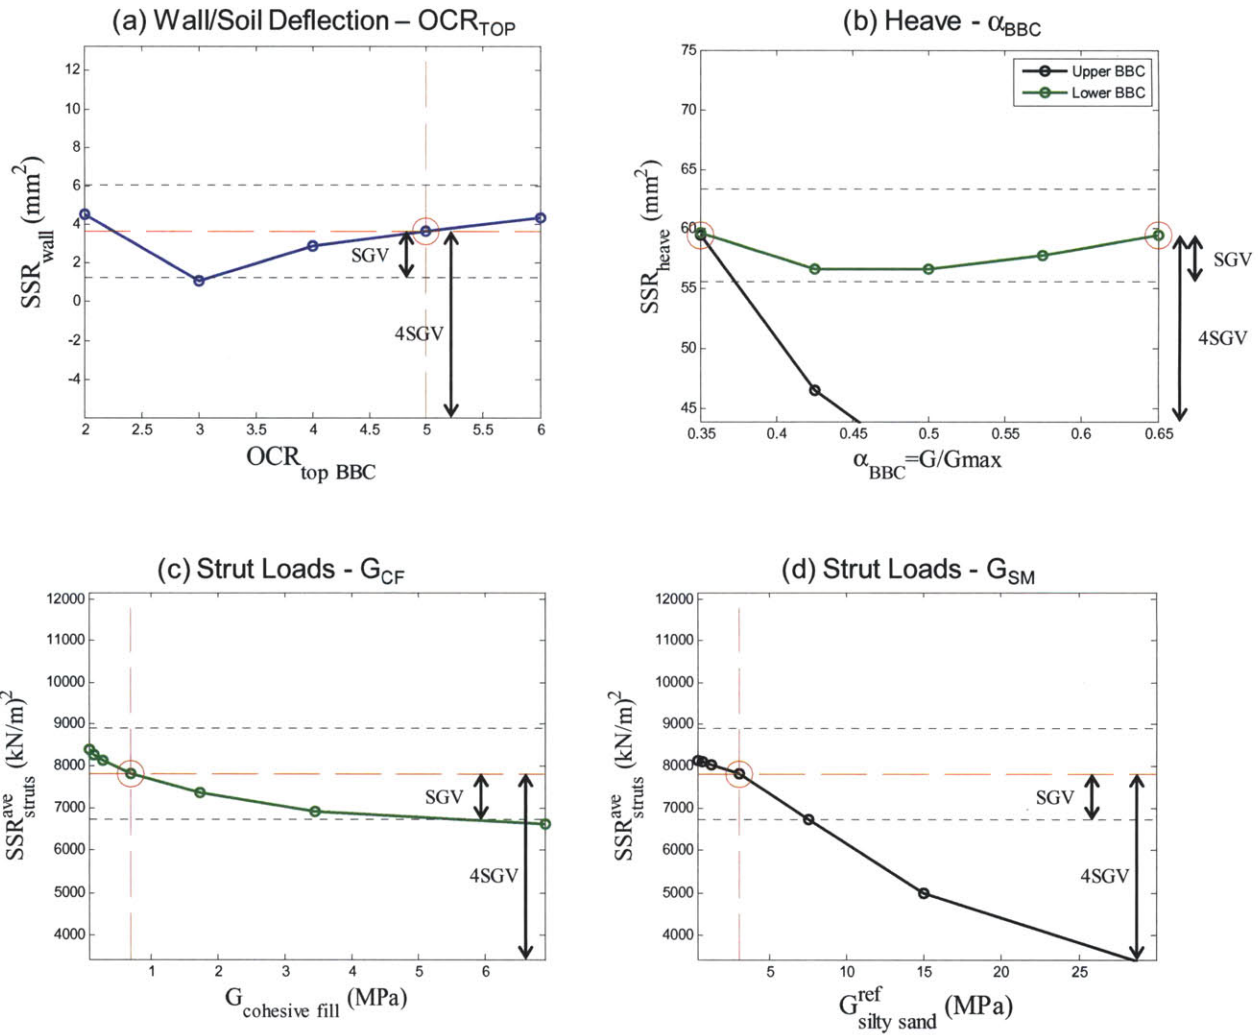 (a) Wall/Soil Deflection – OCR_TOP
12
10
8
6
4
2
0
-2
-4
SSR_wall (mm²)
SGV
4SGV
2 2.5 3 3.5 4 4.5 5 5.5 6
OCR_top BBC
(b) Heave - α_BBC
75
70
65
60
55
50
45
SSR_heave (mm²)
Upper BBC
Lower BBC
SGV
4SGV
0.35 0.4 0.45 0.5 0.55 0.6 0.65
α_BBC=G/Gmax
(c) Strut Loads - G_CF
12000
11000
10000
9000
8000
7000
6000
5000
4000
SSR^ave_struts (kN/m)²
SGV
4SGV
1 2 3 4 5 6
G_cohesive fill (MPa)
(d) Strut Loads - G_SM
12000
11000
10000
9000
8000
7000
6000
5000
4000
SSR^ave_struts (kN/m)²
SGV
4SGV
5 10 15 20 25
G^ref_silty sand (MPa)